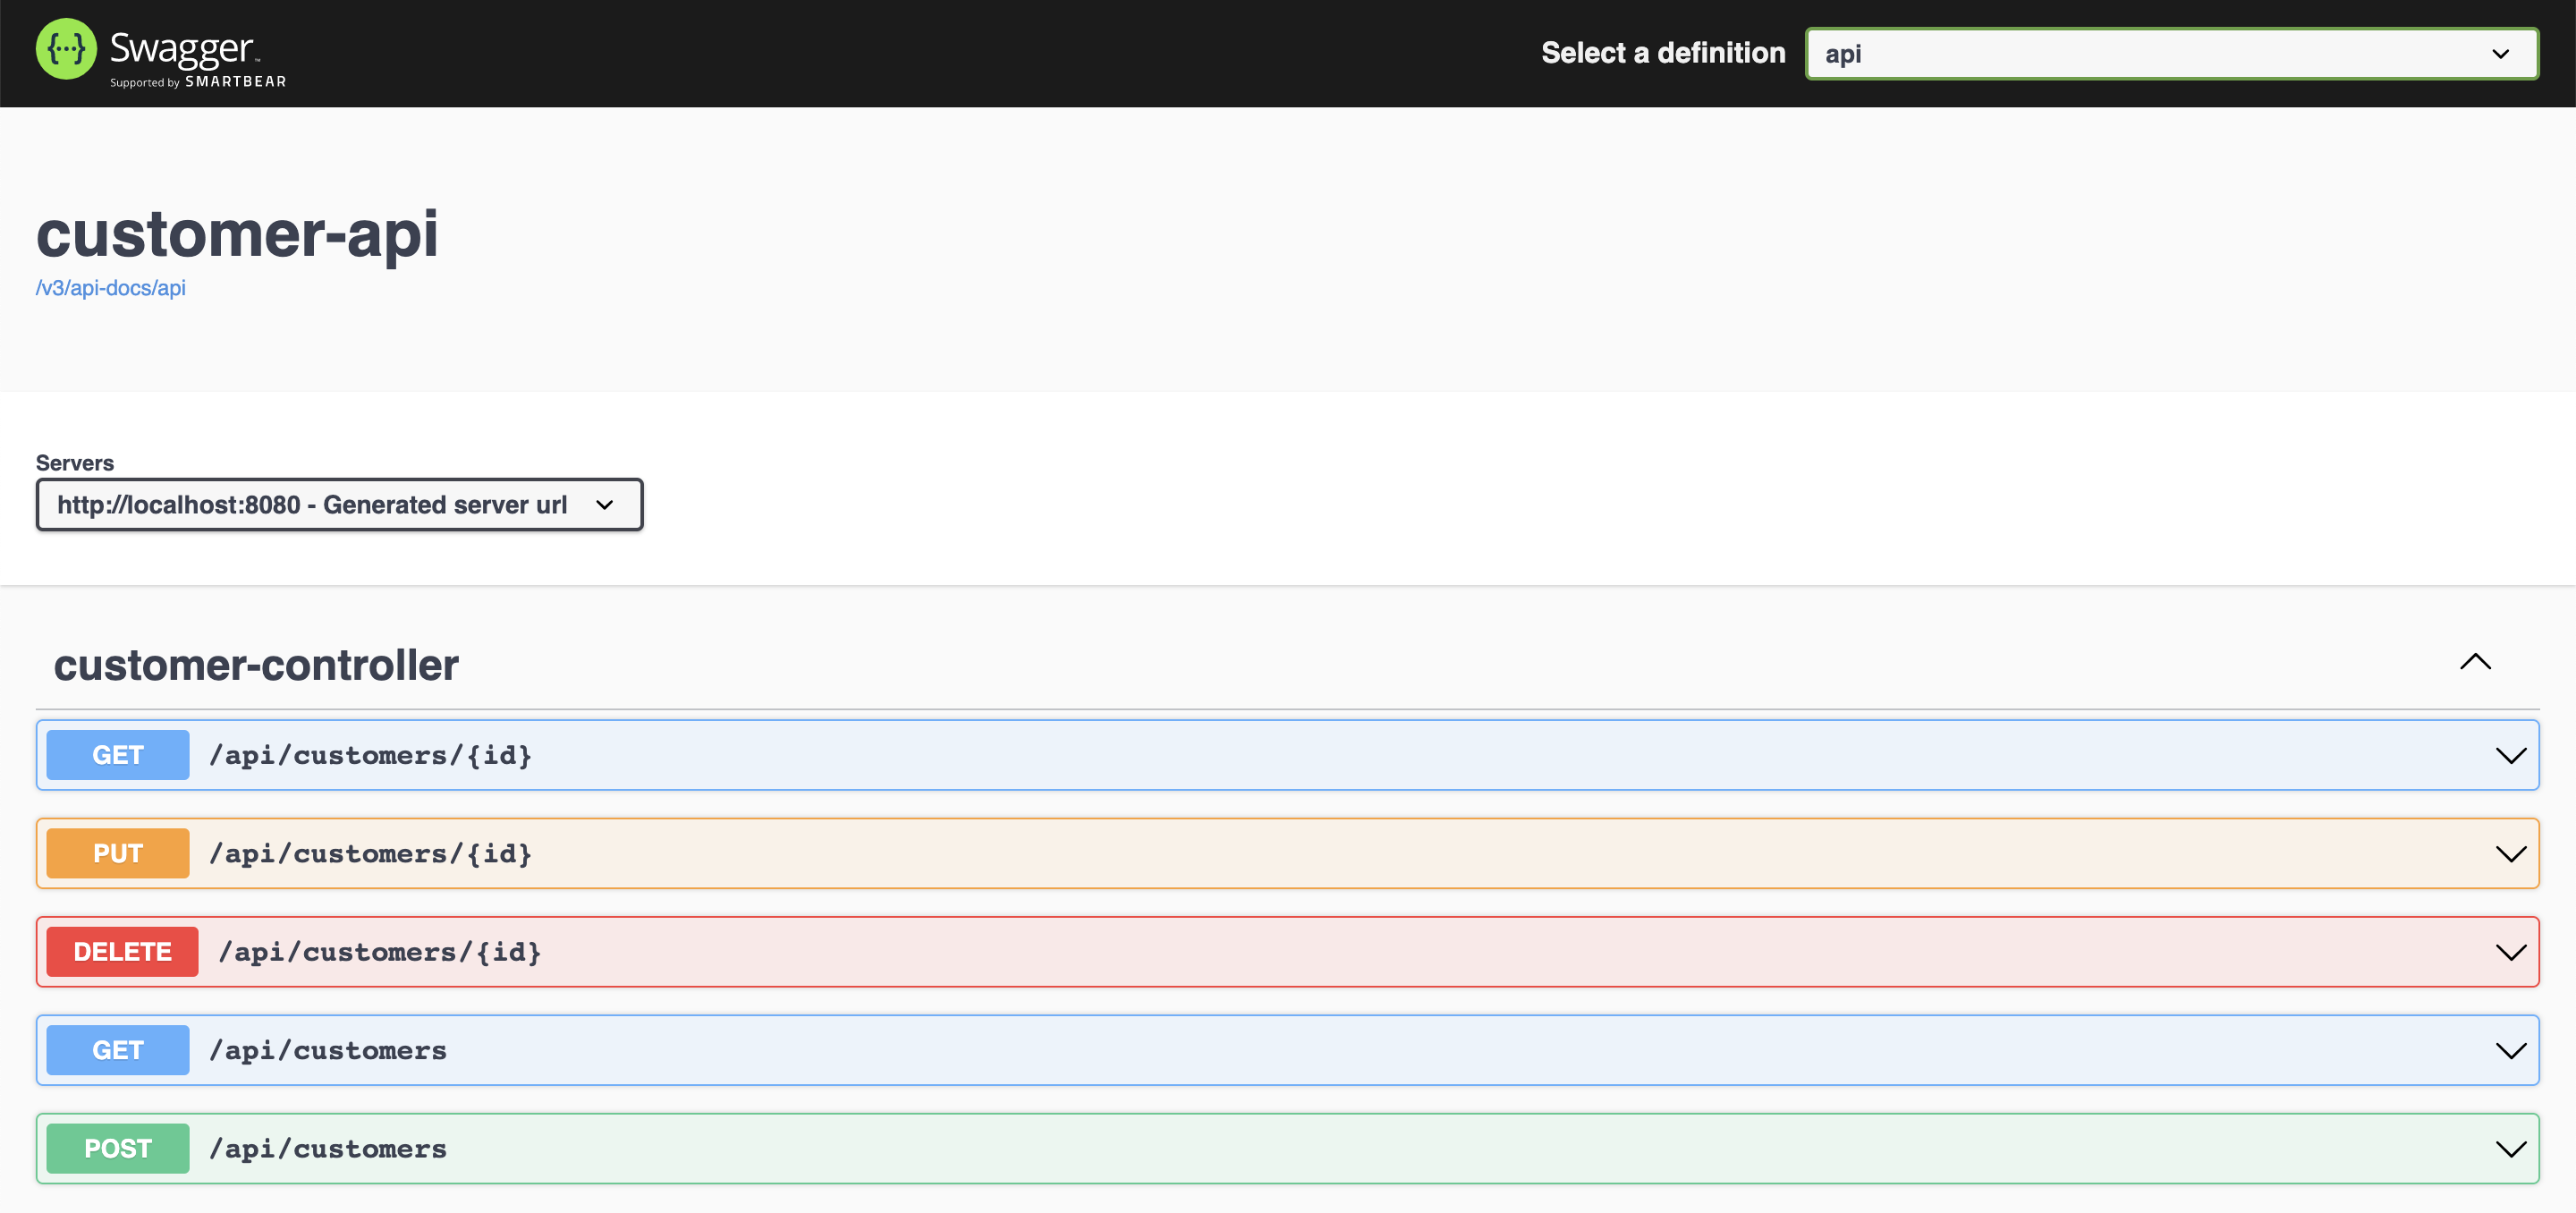 {···} Swagger™
Supported by SMARTBEAR
Select a definition
api
customer-api
/v3/api-docs/api
Servers
http://localhost:8080 - Generated server url
customer-controller
GET /api/customers/{id}
PUT /api/customers/{id}
DELETE /api/customers/{id}
GET /api/customers
POST /api/customers